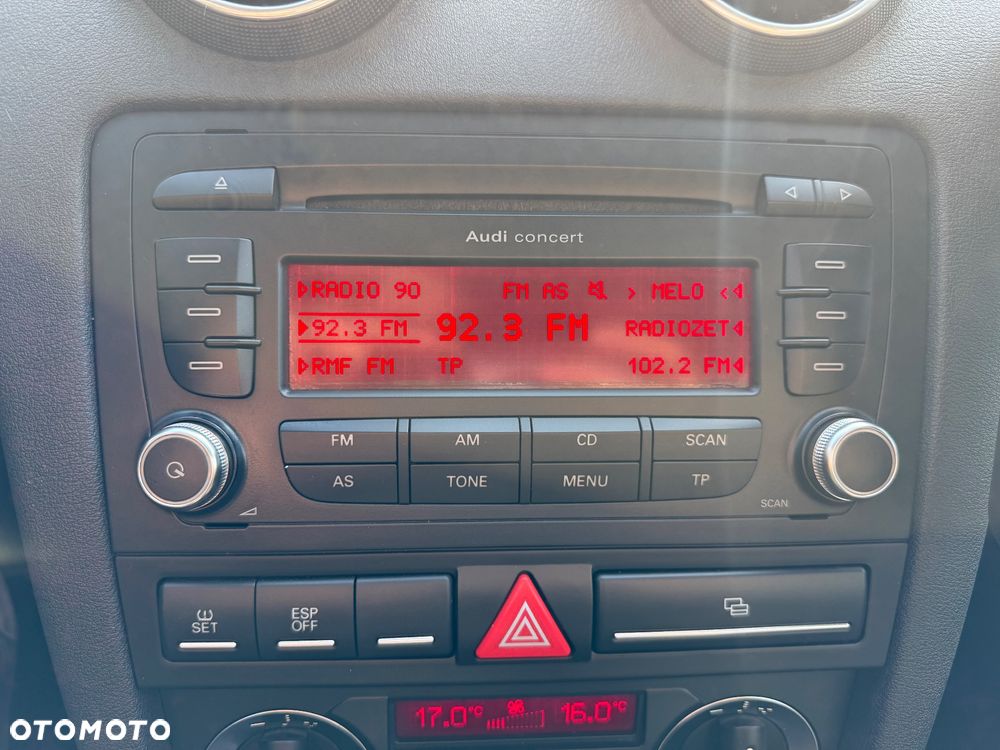 Audi concert
RADIO 90 FM AS > MELO <
92.3 FM 92.3 FM RADIOZET
RMF FM TP 102.2 FM
FM AM CD SCAN
AS TONE MENU TP
SCAN
SET ESP OFF
17.0°C 16.0°C
OTOMOTO